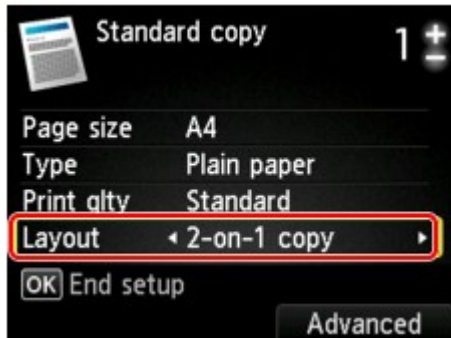 Standard copy 1 + -
Page size A4
Type Plain paper
Print qlty Standard
Layout 2-on-1 copy
OK End setup
Advanced